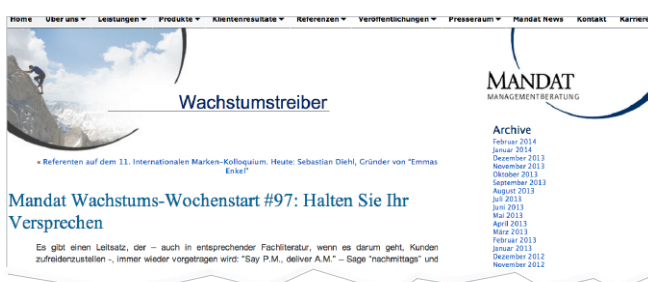 Home Über uns Leistungen Produkte Klientenresultate Referenzen Veröffentlichungen Presseraum Mandat News Kontakt Karriere
Wachstumstreiber
MANDAT
MANAGEMENTBERATUNG
« Referenten auf dem 11. Internationalen Marken-Kolloquium. Heute: Sebastian Diehl, Gründer von "Emmas
Enkel"
Mandat Wachstums-Wochenstart #97: Halten Sie Ihr
Versprechen
Es gibt einen Leitsatz, der – auch in entsprechender Fachliteratur, wenn es darum geht, Kunden
zufriedenzustellen -, immer wieder vorgetragen wird: "Say P.M., deliver A.M." – Sage "nachmittags" und
Archive
Februar 2014
Januar 2014
Dezember 2013
November 2013
Oktober 2013
September 2013
August 2013
Juli 2013
Juni 2013
Mai 2013
April 2013
März 2013
Februar 2013
Januar 2013
Dezember 2012
November 2012